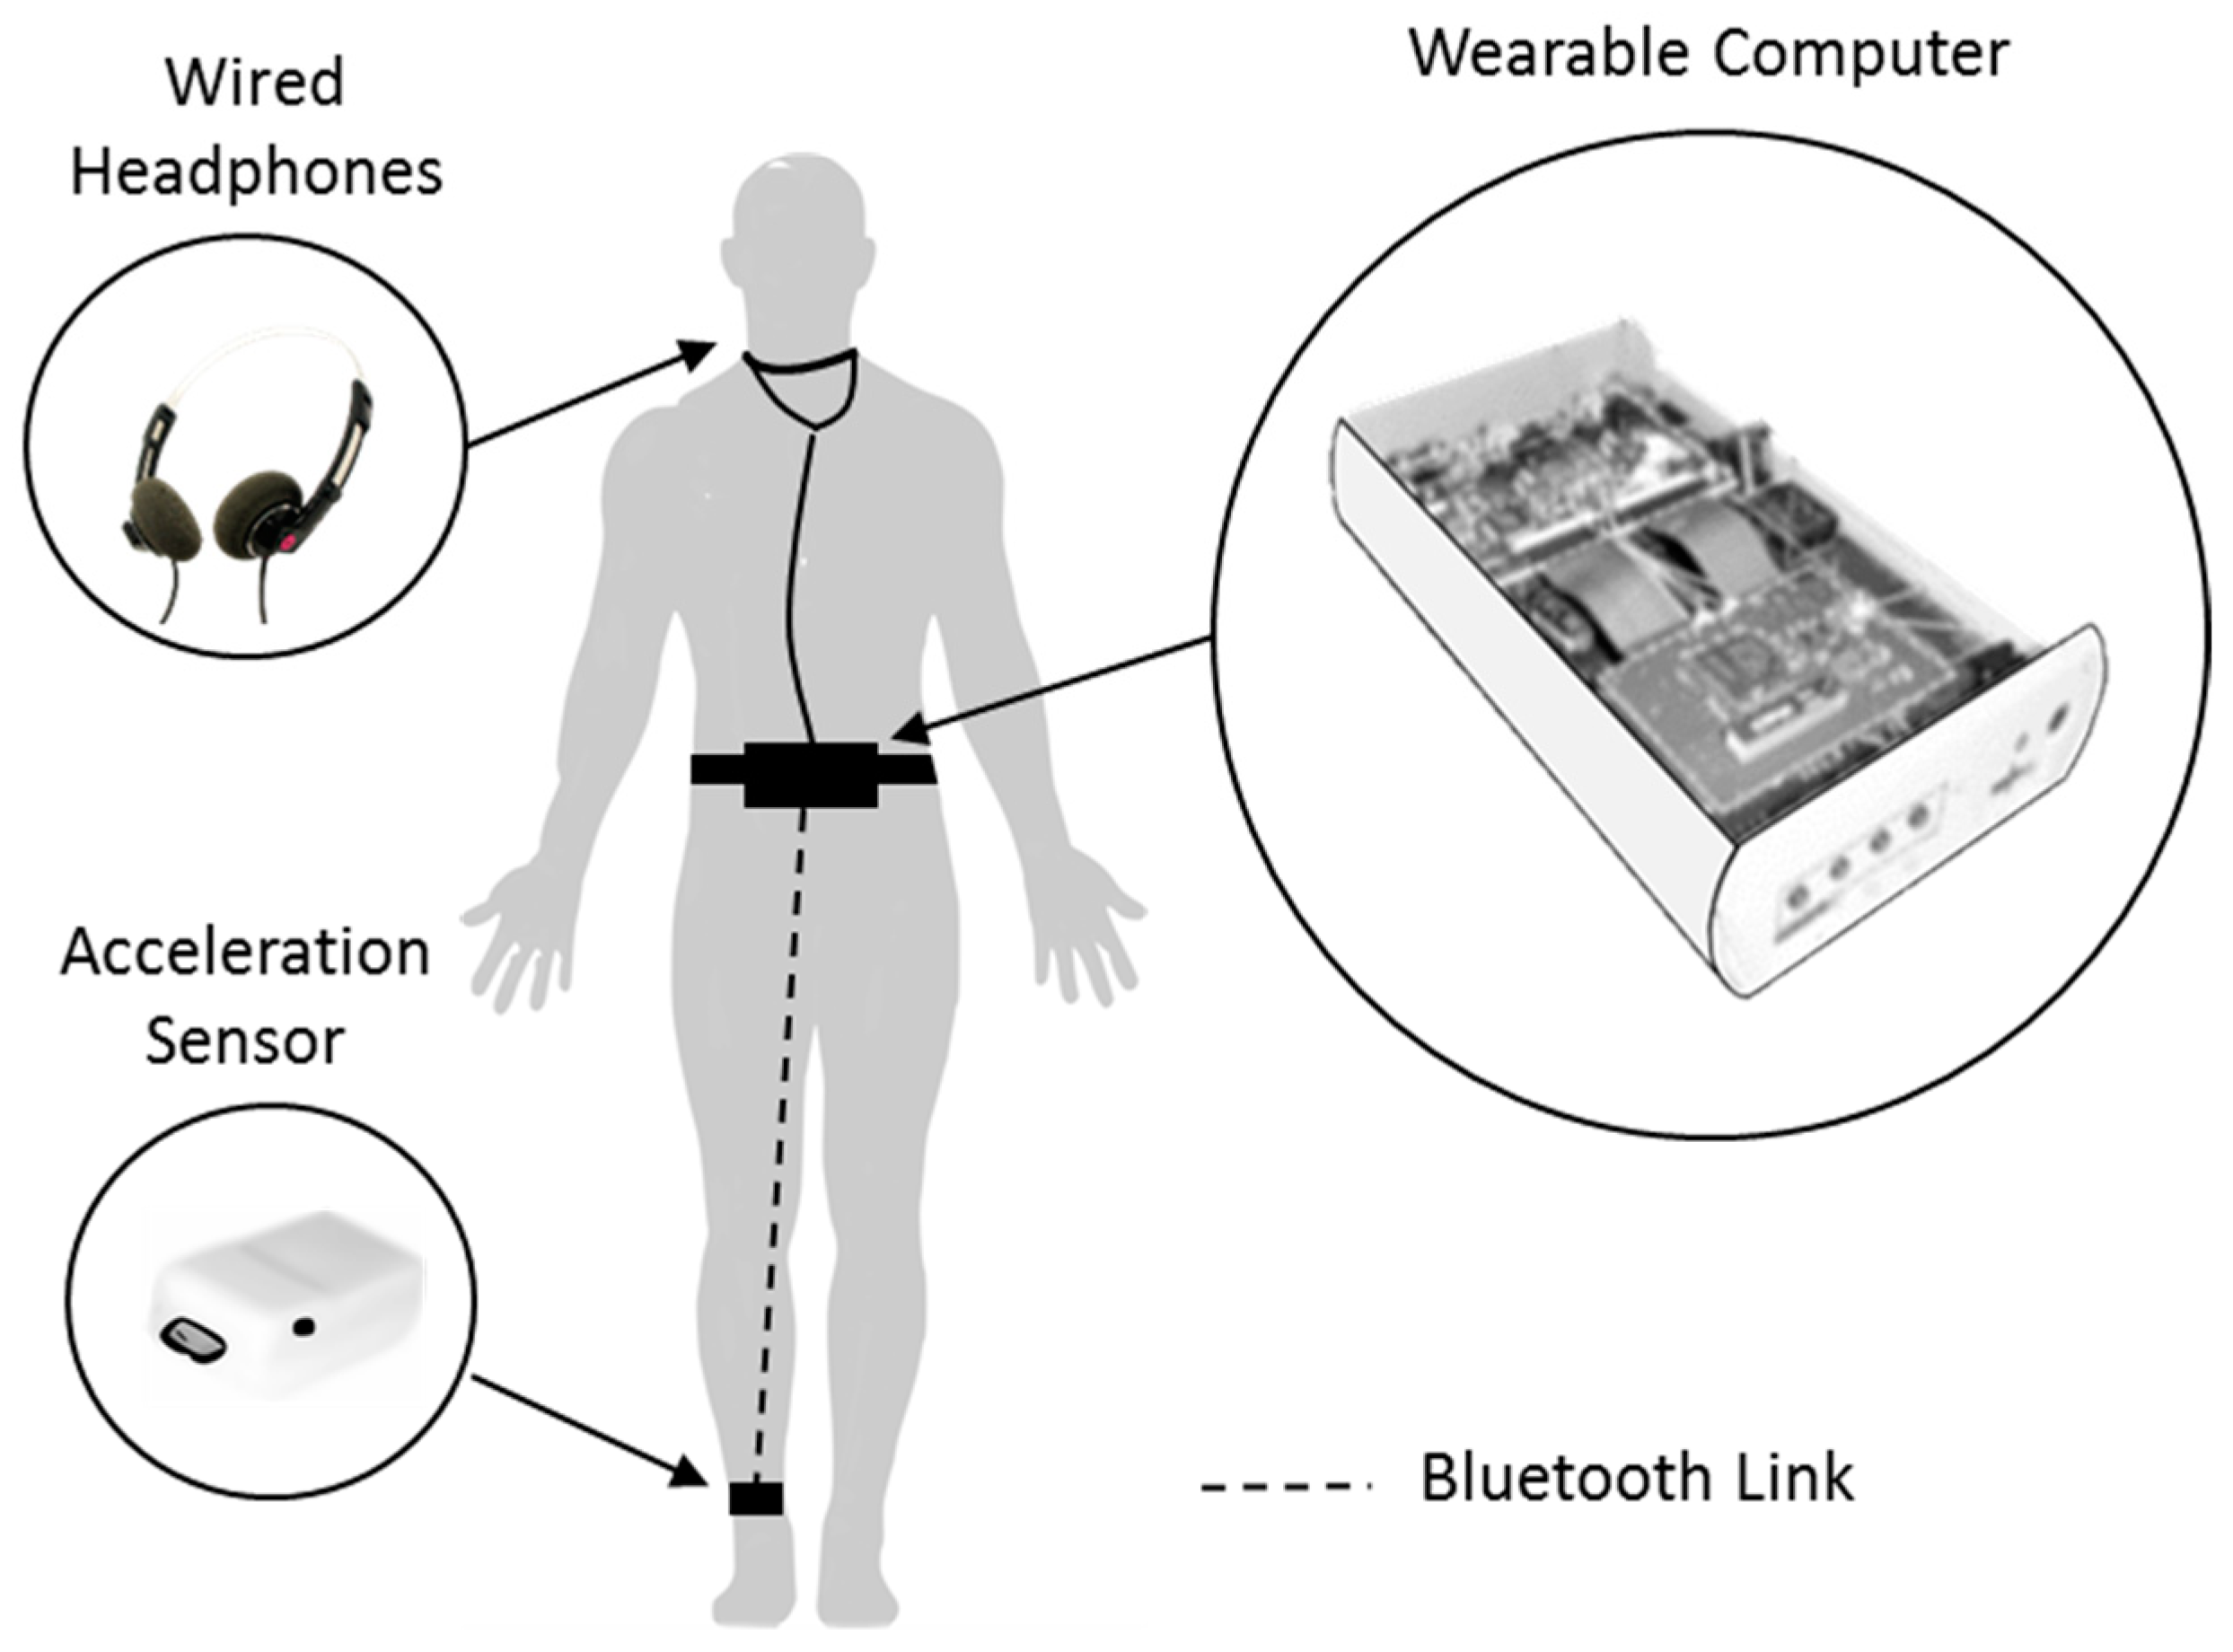 Wired
Headphones
Wearable Computer
Acceleration
Sensor
Bluetooth Link